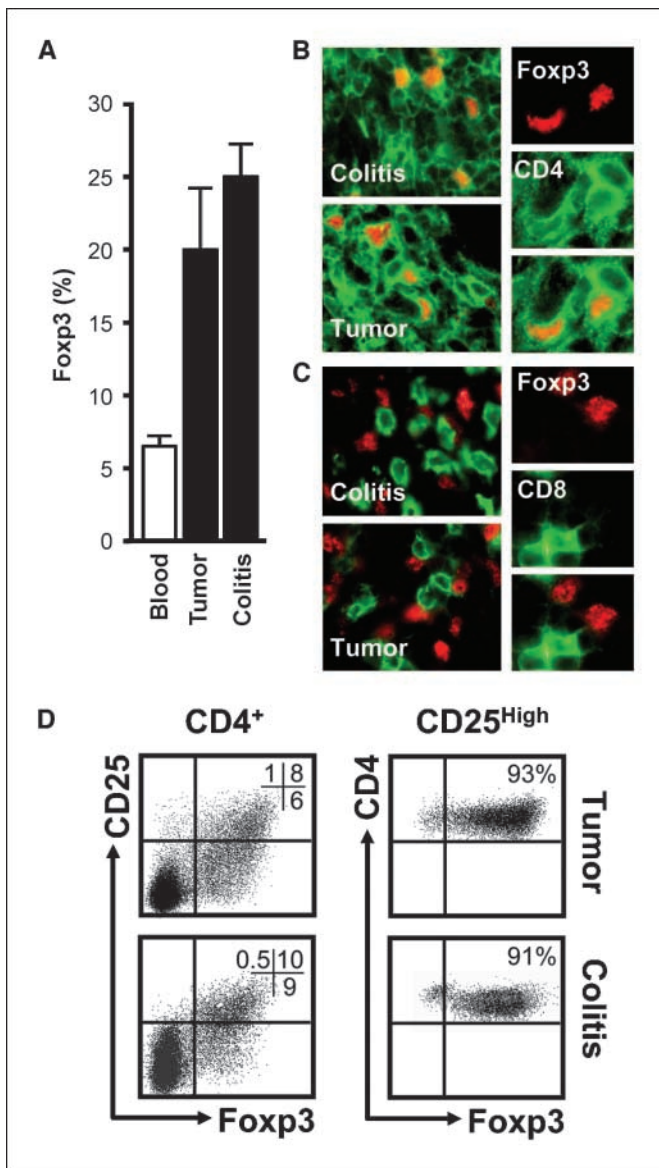 A
Foxp3 (%)
30
25
20
15
10
5
0
Blood
Tumor
Colitis
B
Colitis
Tumor
Foxp3
CD4
C
Colitis
Tumor
Foxp3
CD8
D
CD4⁺
CD25ᴴⁱᵍʰ
CD25
1 8
6
CD4
93%
Tumor
0.5 10
9
91%
Colitis
Foxp3
Foxp3